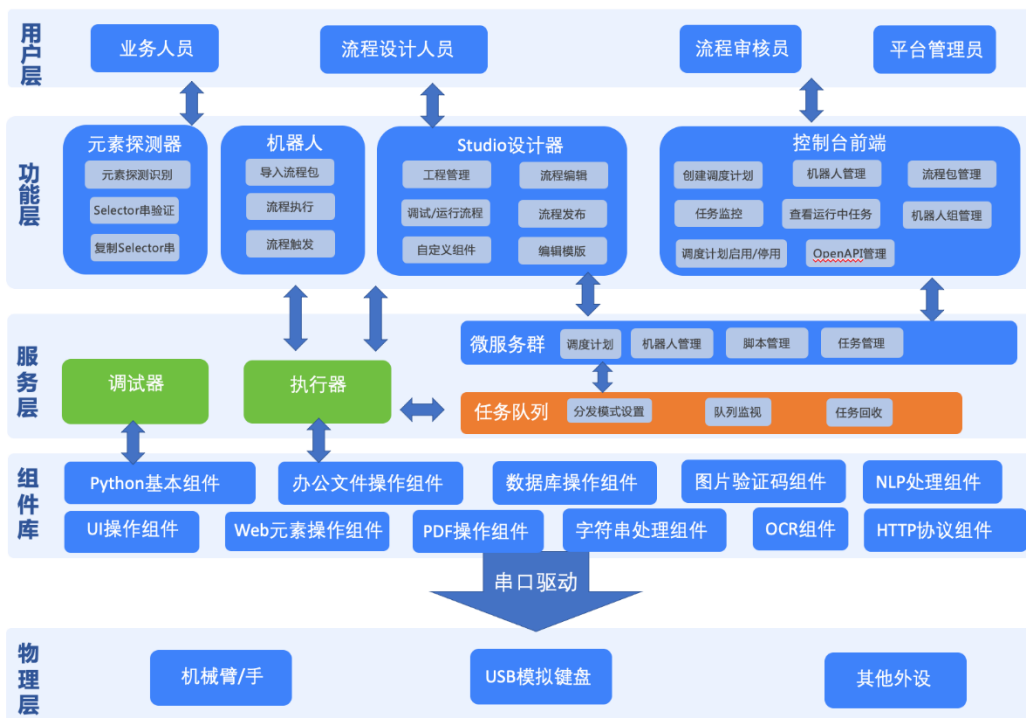 用户层
业务人员
流程设计人员
流程审核员
平台管理员
功能层
元素探测器
元素探测识别
Selector串验证
复制Selector串
机器人
导入流程包
流程执行
流程触发
Studio设计器
工程管理
流程编辑
调试/运行流程
流程发布
自定义组件
编辑模版
控制台前端
创建调度计划
机器人管理
流程包管理
任务监控
查看运行中任务
机器人组管理
调度计划启用/停用
OpenAPI管理
服务层
调试器
执行器
微服务群
调度计划
机器人管理
脚本管理
任务管理
任务队列
分发模式设置
队列监视
任务回收
组件库
Python基本组件
办公文件操作组件
数据库操作组件
图片验证码组件
NLP处理组件
UI操作组件
Web元素操作组件
PDF操作组件
字符串处理组件
OCR组件
HTTP协议组件
串口驱动
物理层
机械臂/手
USB模拟键盘
其他外设